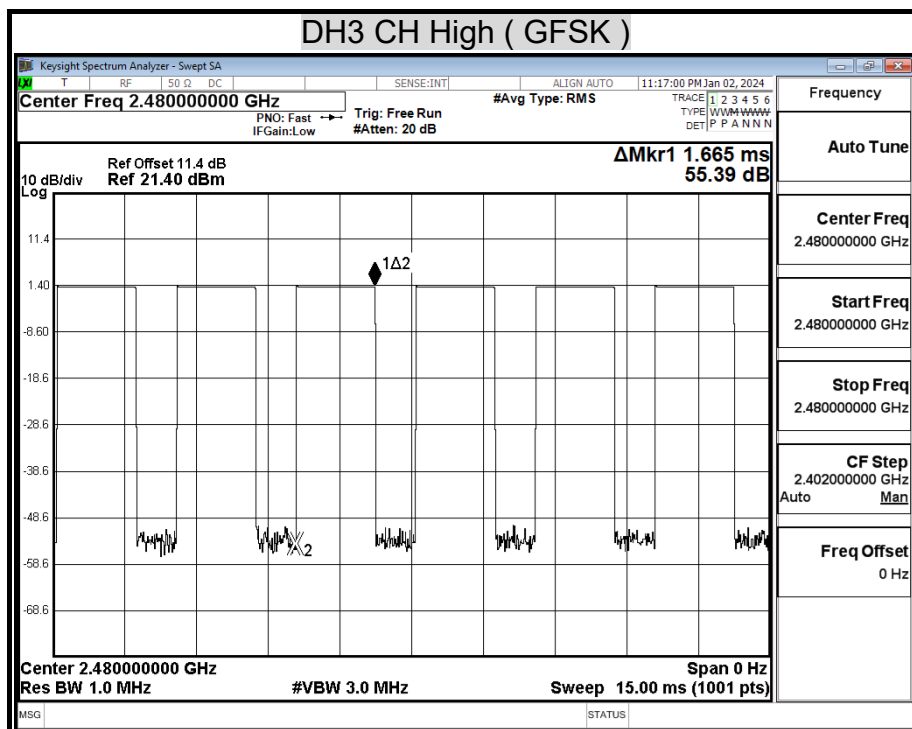 DH3 CH High ( GFSK )
Keysight Spectrum Analyzer - Swept SA
LXI T RF 50 Ω DC SENSE:INT ALIGN AUTO 11:17:00 PM Jan 02, 2024
Center Freq 2.480000000 GHz
PNO: Fast
IFGain:Low
Trig: Free Run
#Atten: 20 dB
#Avg Type: RMS
TRACE 1 2 3 4 5 6
TYPE WWMWWWW
DET P P A N N N
Ref Offset 11.4 dB
10 dB/div Ref 21.40 dBm
Log
ΔMkr1 1.665 ms
55.39 dB
11.4
1.40
-8.60
-18.6
-28.6
-38.6
-48.6
-58.6
-68.6
1Δ2
2
Center 2.480000000 GHz Span 0 Hz
Res BW 1.0 MHz #VBW 3.0 MHz Sweep 15.00 ms (1001 pts)
MSG STATUS
Frequency
Auto Tune
Center Freq
2.480000000 GHz
Start Freq
2.480000000 GHz
Stop Freq
2.480000000 GHz
CF Step
2.402000000 GHz
Auto Man
Freq Offset
0 Hz